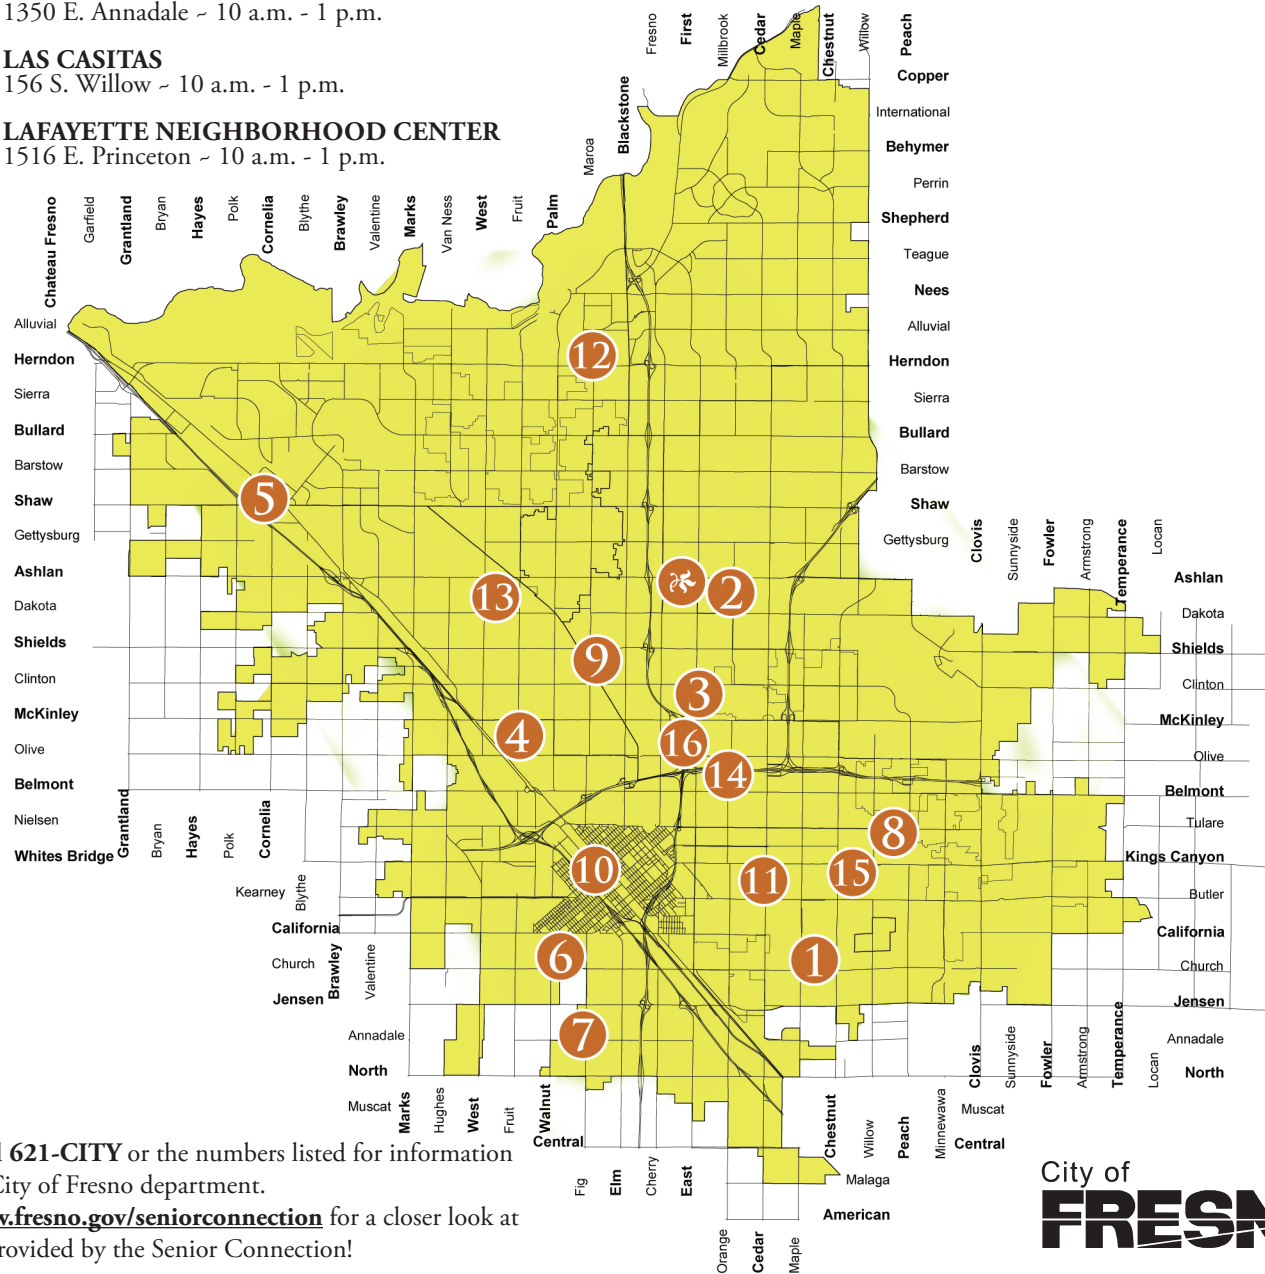 1350 E. Annadale ~ 10 a.m. - 1 p.m.
LAS CASITAS
156 S. Willow ~ 10 a.m. - 1 p.m.
LAFAYETTE NEIGHBORHOOD CENTER
1516 E. Princeton ~ 10 a.m. - 1 p.m.
Fresno
First
Millbrook
Cedar
Maple
Chestnut
Willow
Peach
Maroa
Blackstone
Chateau Fresno
Garfield
Grantland
Bryan
Hayes
Polk
Cornelia
Blythe
Brawley
Valentine
Marks
Van Ness
West
Fruit
Palm
Copper
International
Behymer
Perrin
Shepherd
Teague
Nees
Alluvial
Herndon
Sierra
Bullard
Barstow
Shaw
Gettysburg
Alluvial
Herndon
Sierra
Bullard
Barstow
Shaw
Gettysburg
Ashlan
Dakota
Shields
Clinton
McKinley
Olive
Belmont
Nielsen
Whites Bridge
Grantland
Bryan
Hayes
Polk
Cornelia
Clovis
Sunnyside
Fowler
Armstrong
Temperance
Locan
Ashlan
Dakota
Shields
Clinton
McKinley
Olive
Belmont
Tulare
Kings Canyon
Butler
California
Church
Jensen
Annadale
North
12
5
13
2
9
3
4
16
14
8
10
11
15
6
1
7
Kearney
Blythe
California
Church
Brawley
Valentine
Jensen
Annadale
North
Muscat
Marks
Hughes
West
Fruit
Walnut
Central
Fig
Elm
Cherry
East
Orange
Cedar
Maple
Chestnut
Willow
Peach
Minnewawa
Clovis
Sunnyside
Fowler
Armstrong
Temperance
Locan
Muscat
Central
Malaga
American
621-CITY or the numbers listed for information
City of Fresno department.
.fresno.gov/seniorconnection for a closer look at
rovided by the Senior Connection!
City of
FRESN